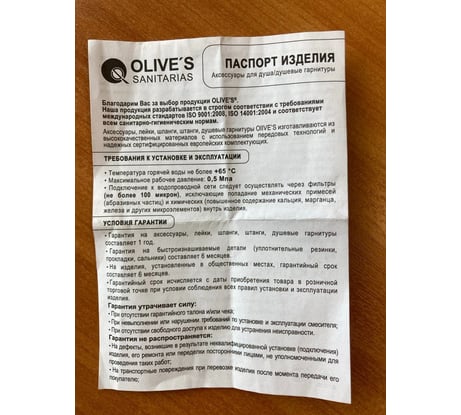 OLIVE'S
SANITARIAS
ПАСПОРТ ИЗДЕЛИЯ
Аксессуары для душа/душевые гарнитуры
Благодарим Вас за выбор продукции OLIVE'S®.
Наша продукция разрабатывается в строгом соответствии с требованиями
международных стандартов ISO 9001:2008, ISO 14001:2004 и соответствует
всем санитарно-гигиеническим нормам.
Аксессуары, лейки, шланги, штанги, душевые гарнитуры OlIVE'S изготавливаются из
высококачественных материалов с использованием передовых технологий и
надежных сертифицированных европейских комплектующих.
ТРЕБОВАНИЯ К УСТАНОВКЕ И ЭКСПЛУАТАЦИИ
• Температура горячей воды не более +65 °С
• Максимальное рабочее давление: 0,5 Мпа
• Подключение к водопроводной сети следует осуществлять через фильтры
(не более 100 микрон), исключающие попадание механических примесей
(абразивных частиц) и химических (повышенное содержание кальция, марганца,
железа и других микроэлементов) внутрь изделия.
УСЛОВИЯ ГАРАНТИИ
• Гарантия на аксессуары, лейки, шланги, штанги, душевые гарнитуры
составляет 1 год.
• Гарантия на быстроизнашиваемые детали (уплотнительные резинки,
прокладки, сальники) составляет 6 месяцев.
• На изделия, установленные в общественных местах, гарантийный срок
составляет 6 месяцев.
• Гарантийный срок исчисляется с даты приобретения товара в розничной
торговой точке при условии соблюдения всех правил установки и эксплуатации
изделия.
Гарантия утрачивает силу:
• При отсутствии гарантийного талона и/или чека;
• При невыполнении или нарушении требований по установке и эксплуатации смесителя;
• При отсутствии свободного доступа к изделию для устранения неисправности.
Гарантия не распространяется:
• На дефекты, возникшие в результате неквалифицированной установки (подключения)
изделия, его ремонта или переделки посторонними лицами, не уполномоченными для
проведения таких работ;
• На транспортные повреждения при перевозке изделия после момента передачи его
покупателю;